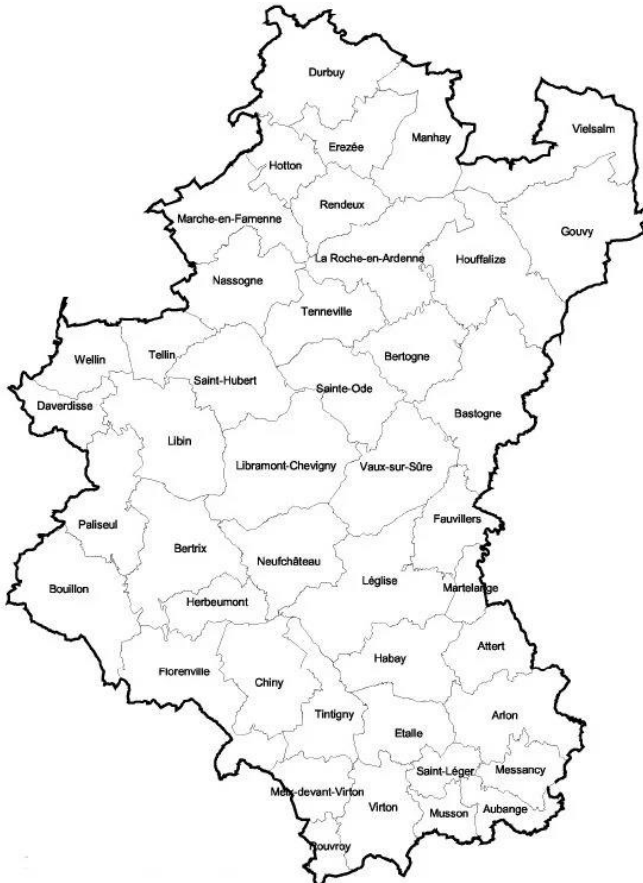 Durbuy
Vielsalm
Manhay
Erezée
Hotton
Rendeux
Marche-en-Famenne
Gouvy
La Roche-en-Ardenne
Houffalize
Nassogne
Tenneville
Tellin
Bertogne
Wellin
Saint-Hubert
Sainte-Ode
Daverdisse
Bastogne
Libin
Libramont-Chevigny
Vaux-sur-Sûre
Fauvillers
Paliseul
Bertrix
Neufchâteau
Léglise
Bouillon
Martelange
Herbeumont
Attert
Habay
Florenville
Chiny
Tintigny
Arlon
Etalle
Saint-Léger
Messancy
Meix-devant-Virton
Virton
Musson
Aubange
Rouvroy